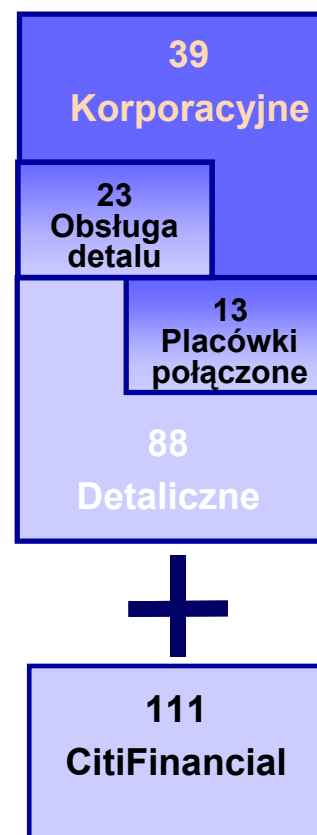 39
Korporacyjne
23
Obsługa
detalu
13
Placówki
połączone
88
Detaliczne
111
CitiFinancial